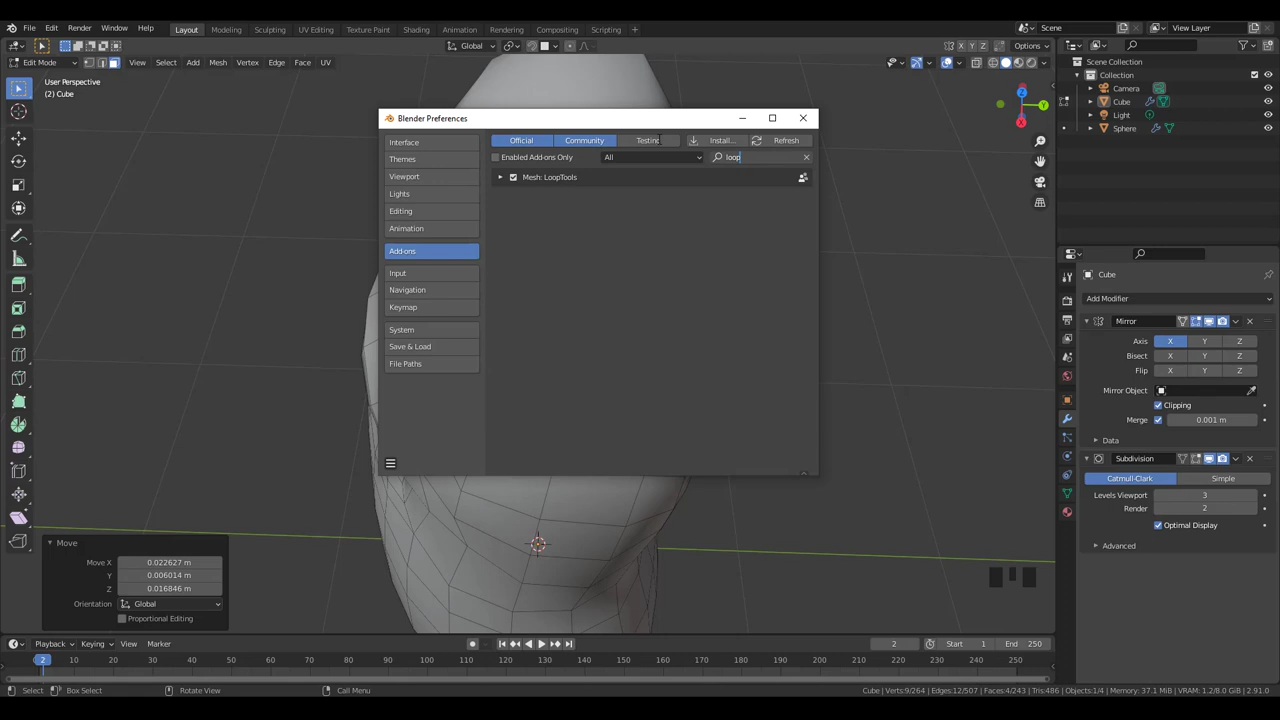 File Edit Render Window Help Layout Modeling Sculpting UV Editing Texture Paint Shading Animation Rendering Compositing Scripting Scene View Layer
Global X Y Z Options
Edit Mode View Select Add Mesh Vertex Edge Face UV
User Perspective
(2) Cube
Z
Y
X
Scene Collection
Collection
Camera
Cube
Light
Sphere
Blender Preferences
Interface
Themes
Viewport
Lights
Editing
Animation
Add-ons
Input
Navigation
Keymap
System
Save & Load
File Paths
Official Community Testing Install... Refresh
Enabled Add-ons Only All loop
Mesh: LoopTools
Cube
Add Modifier
Mirror
Axis X Y Z
Bisect X Y Z
Flip X Y Z
Mirror Object
Clipping
Merge 0.001 m
Data
Subdivision
Catmull-Clark Simple
Levels Viewport 3
Render 2
Optimal Display
Advanced
Move
Move X 0.022627 m
Y 0.006014 m
Z 0.016846 m
Orientation Global
Proportional Editing
Playback Keying View Marker 2 Start 1 End 250
2 10 20 30 40 50 60 70 80 90 100 110 120 130 140 150 160 170 180 190 200 210 220 230 240 250
Select Box Select Rotate View Call Menu Cube | Verts:9/264 | Edges:12/507 | Faces:4/243 | Tris:486 | Objects:1/4 | Memory: 37.1 MiB | VRAM: 1.2/8.0 GiB | 2.91.0